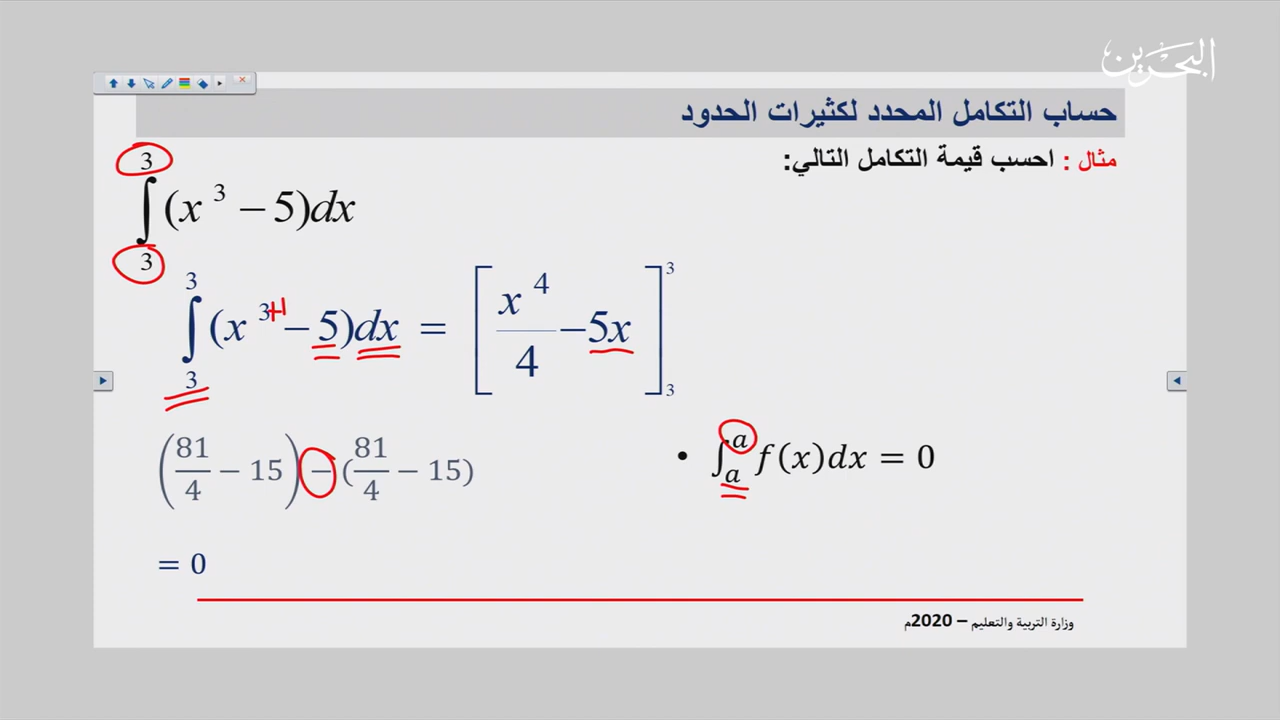 البحرين
حساب التكامل المحدد لكثيرات الحدود
مثال : احسب قيمة التكامل التالي:
∫₃³ (x³ − 5)dx
∫₃³ (x³⁺¹ − 5)dx = [x⁴/4 − 5x]₃³
(81/4 − 15) − (81/4 − 15)
• ∫ₐᵃ f(x)dx = 0
= 0
وزارة التربية والتعليم – 2020م